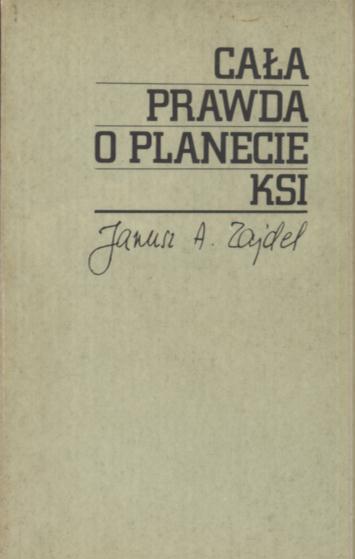 CAŁA
PRAWDA
O PLANECIE
KSI
Janusz A. Zajdel